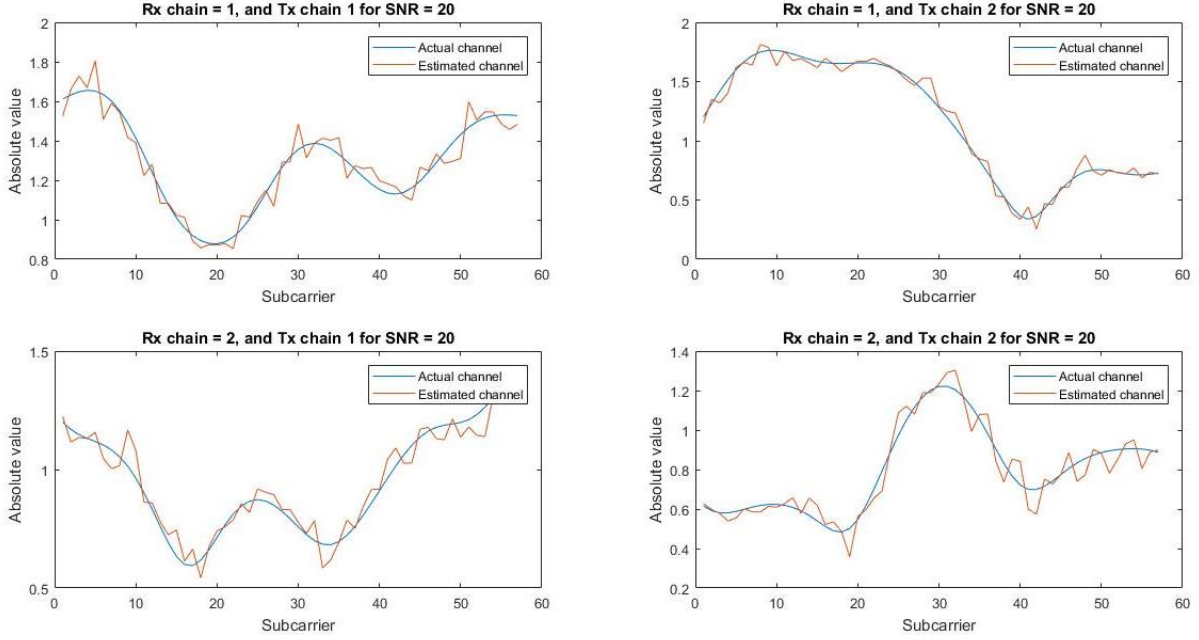 Rx chain = 1, and Tx chain 1 for SNR = 20
2
1.8
1.6
1.4
1.2
1
0.8
Absolute value
Actual channel
Estimated channel
0 10 20 30 40 50 60
Subcarrier
Rx chain = 1, and Tx chain 2 for SNR = 20
2
1.5
1
0.5
0
Absolute value
Actual channel
Estimated channel
0 10 20 30 40 50 60
Subcarrier
Rx chain = 2, and Tx chain 1 for SNR = 20
1.5
1
0.5
Absolute value
Actual channel
Estimated channel
0 10 20 30 40 50 60
Subcarrier
Rx chain = 2, and Tx chain 2 for SNR = 20
1.4
1.2
1
0.8
0.6
0.4
0.2
Absolute value
Actual channel
Estimated channel
0 10 20 30 40 50 60
Subcarrier